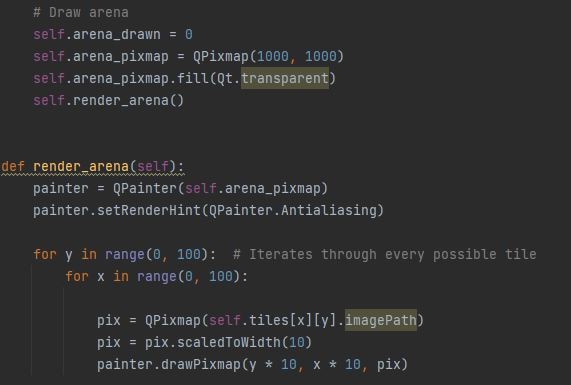 # Draw arena
self.arena_drawn = 0
self.arena_pixmap = QPixmap(1000, 1000)
self.arena_pixmap.fill(Qt.transparent)
self.render_arena()
def render_arena(self):
painter = QPainter(self.arena_pixmap)
painter.setRenderHint(QPainter.Antialiasing)
for y in range(0, 100):  # Iterates through every possible tile
for x in range(0, 100):
pix = QPixmap(self.tiles[x][y].imagePath)
pix = pix.scaledToWidth(10)
painter.drawPixmap(y * 10, x * 10, pix)